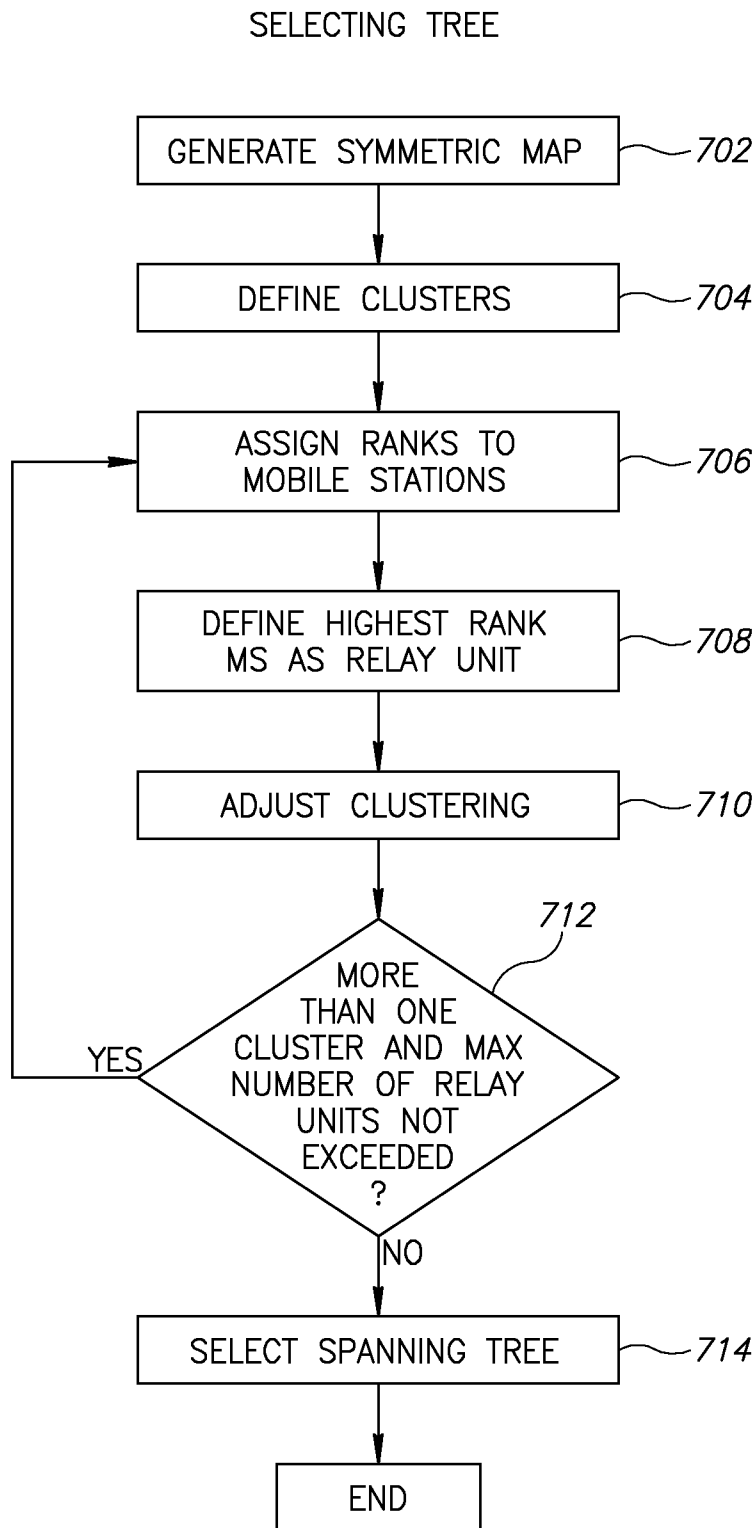 SELECTING TREE
GENERATE SYMMETRIC MAP
702
DEFINE CLUSTERS
704
ASSIGN RANKS TO
MOBILE STATIONS
706
DEFINE HIGHEST RANK
MS AS RELAY UNIT
708
ADJUST CLUSTERING
710
712
MORE
THAN ONE
CLUSTER AND MAX
NUMBER OF RELAY
UNITS NOT
EXCEEDED
?
YES
NO
SELECT SPANNING TREE
714
END